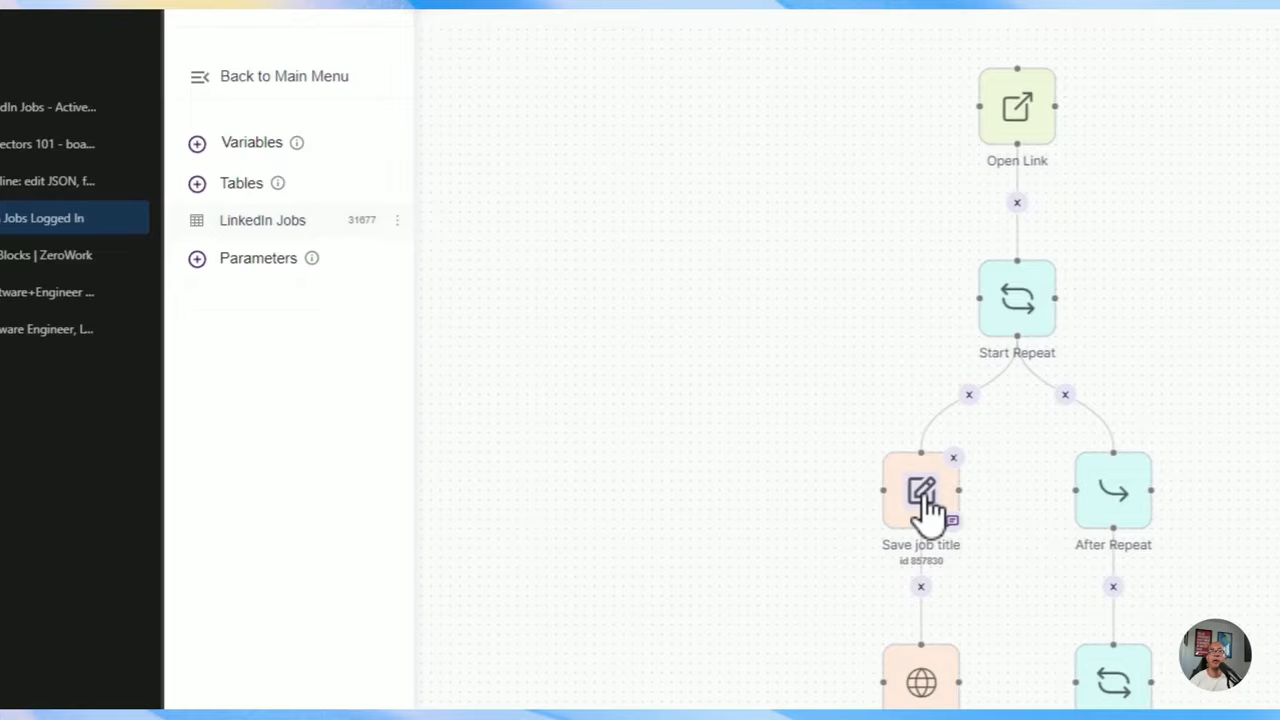 dIn Jobs - Active...
ectors 101 - boa...
line: edit JSON, f...
Jobs Logged In
Blocks | ZeroWork
tware+Engineer ...
ware Engineer, L...
Back to Main Menu
Variables
Tables
LinkedIn Jobs 31677
Parameters
Open Link
x
Start Repeat
x x
x
Save job title
id 857830
After Repeat
x x